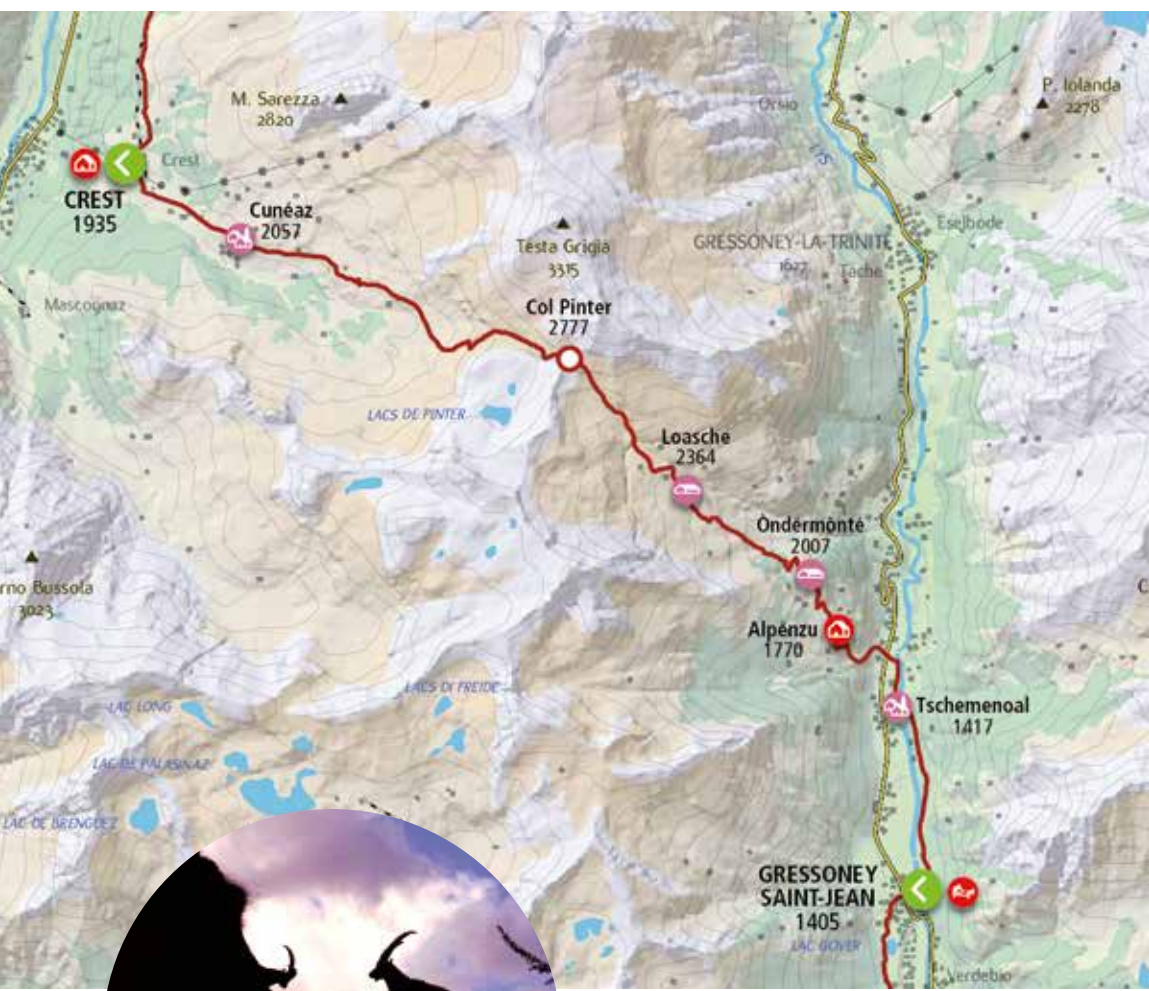 P. Iolanda
2278
M. Sarezza
2820
Orsio
Crest
CREST
1935
Cunéaz
2057
Eselbode
Testa Grigia
3315
GRESSONEY-LA-TRINITÉ
1627
Tache
Mascognaz
Col Pinter
2777
LACS DE PINTER
Loasche
2364
Ondermonté
2007
rno Bussola
3023
C
Alpenzu
1770
LACS DI FREIDE
LAC LONG
Tschemenoal
1417
LAC DE PALASINAZ
LAC DE BRENGUEZ
GRESSONEY
SAINT-JEAN
1405
LAC GOVER
Verdebio